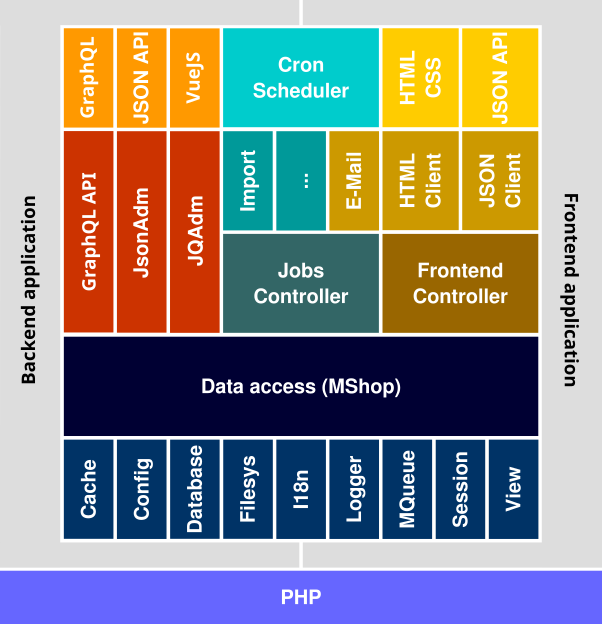 GraphQL
JSON API
VueJS
Cron
Scheduler
HTML
CSS
JSON API
GraphQL API
JsonAdm
JQAdm
Import
...
E-Mail
HTML
Client
JSON
Client
Jobs
Controller
Frontend
Controller
Backend application
Frontend application
Data access (MShop)
Cache
Config
Database
Filesys
I18n
Logger
MQueue
Session
View
PHP